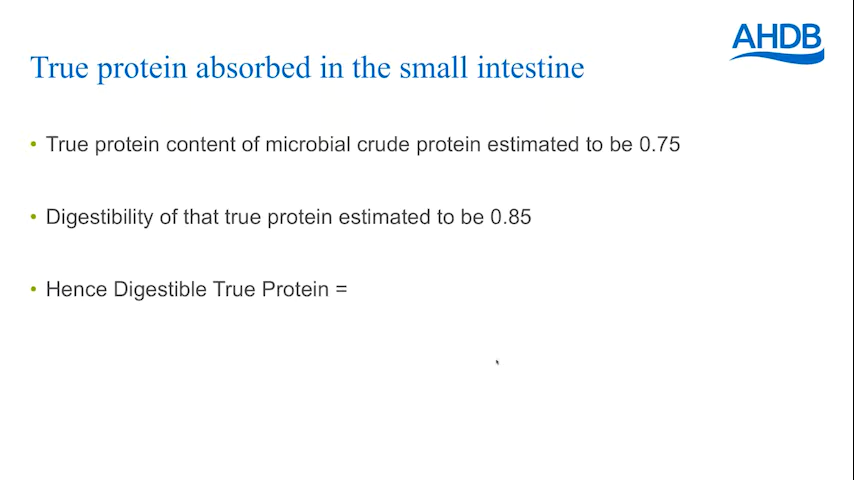 AHDB
True protein absorbed in the small intestine
• True protein content of microbial crude protein estimated to be 0.75
• Digestibility of that true protein estimated to be 0.85
• Hence Digestible True Protein =